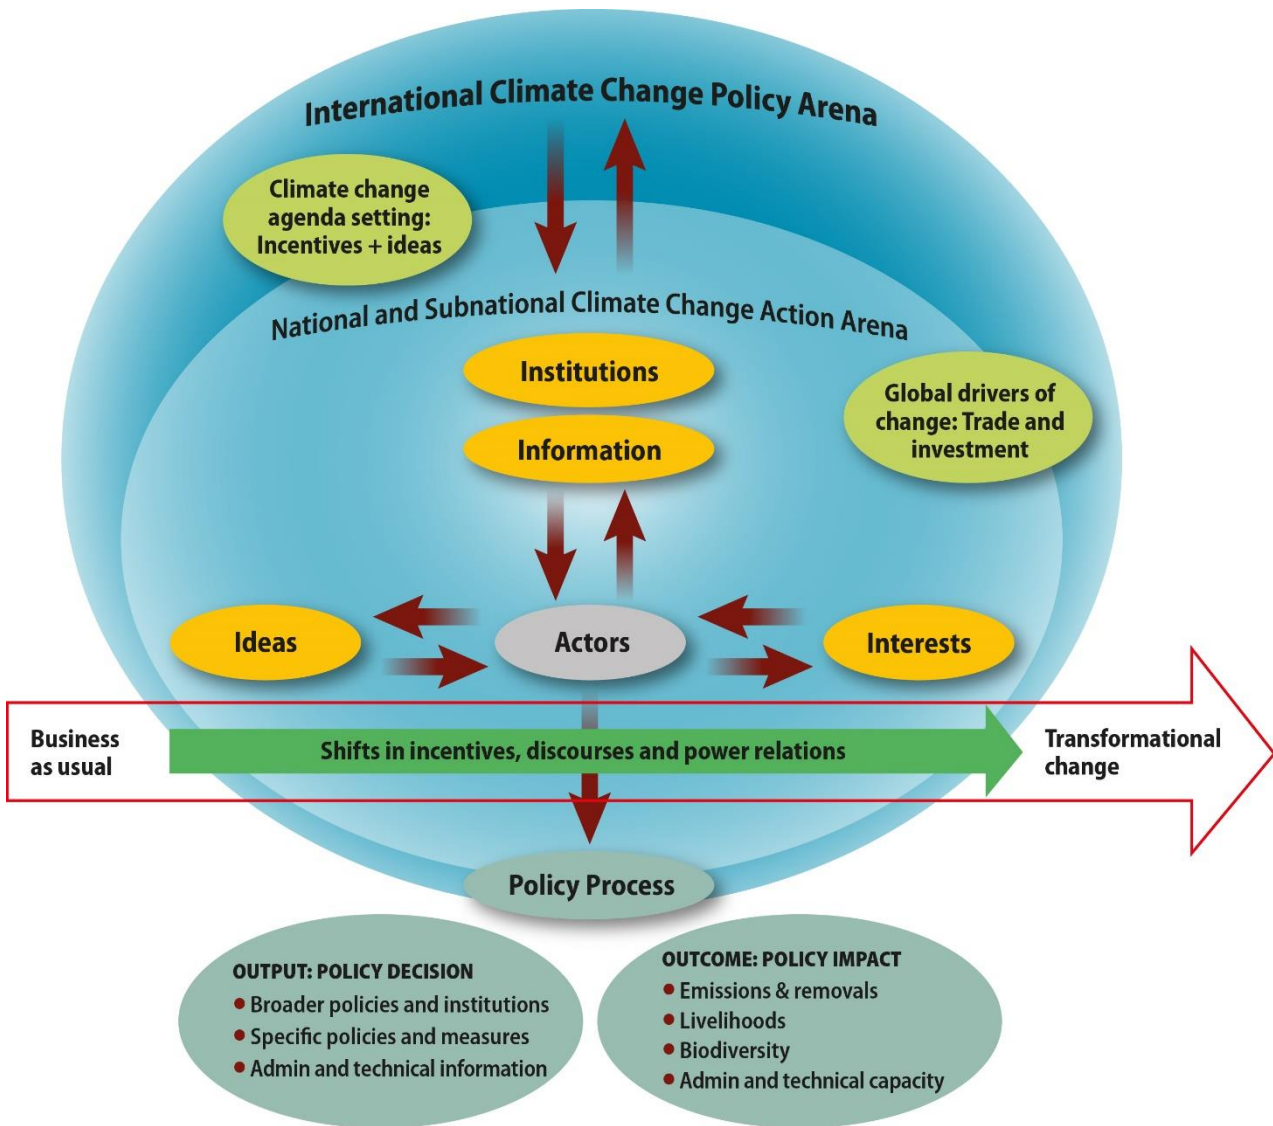 International Climate Change Policy Arena
Climate change
agenda setting:
Incentives + ideas
National and Subnational Climate Change Action Arena
Institutions
Information
Global drivers of
change: Trade and
investment
Ideas
Actors
Interests
Business
as usual
Shifts in incentives, discourses and power relations
Transformational
change
Policy Process
OUTPUT: POLICY DECISION
• Broader policies and institutions
• Specific policies and measures
• Admin and technical information
OUTCOME: POLICY IMPACT
• Emissions & removals
• Livelihoods
• Biodiversity
• Admin and technical capacity